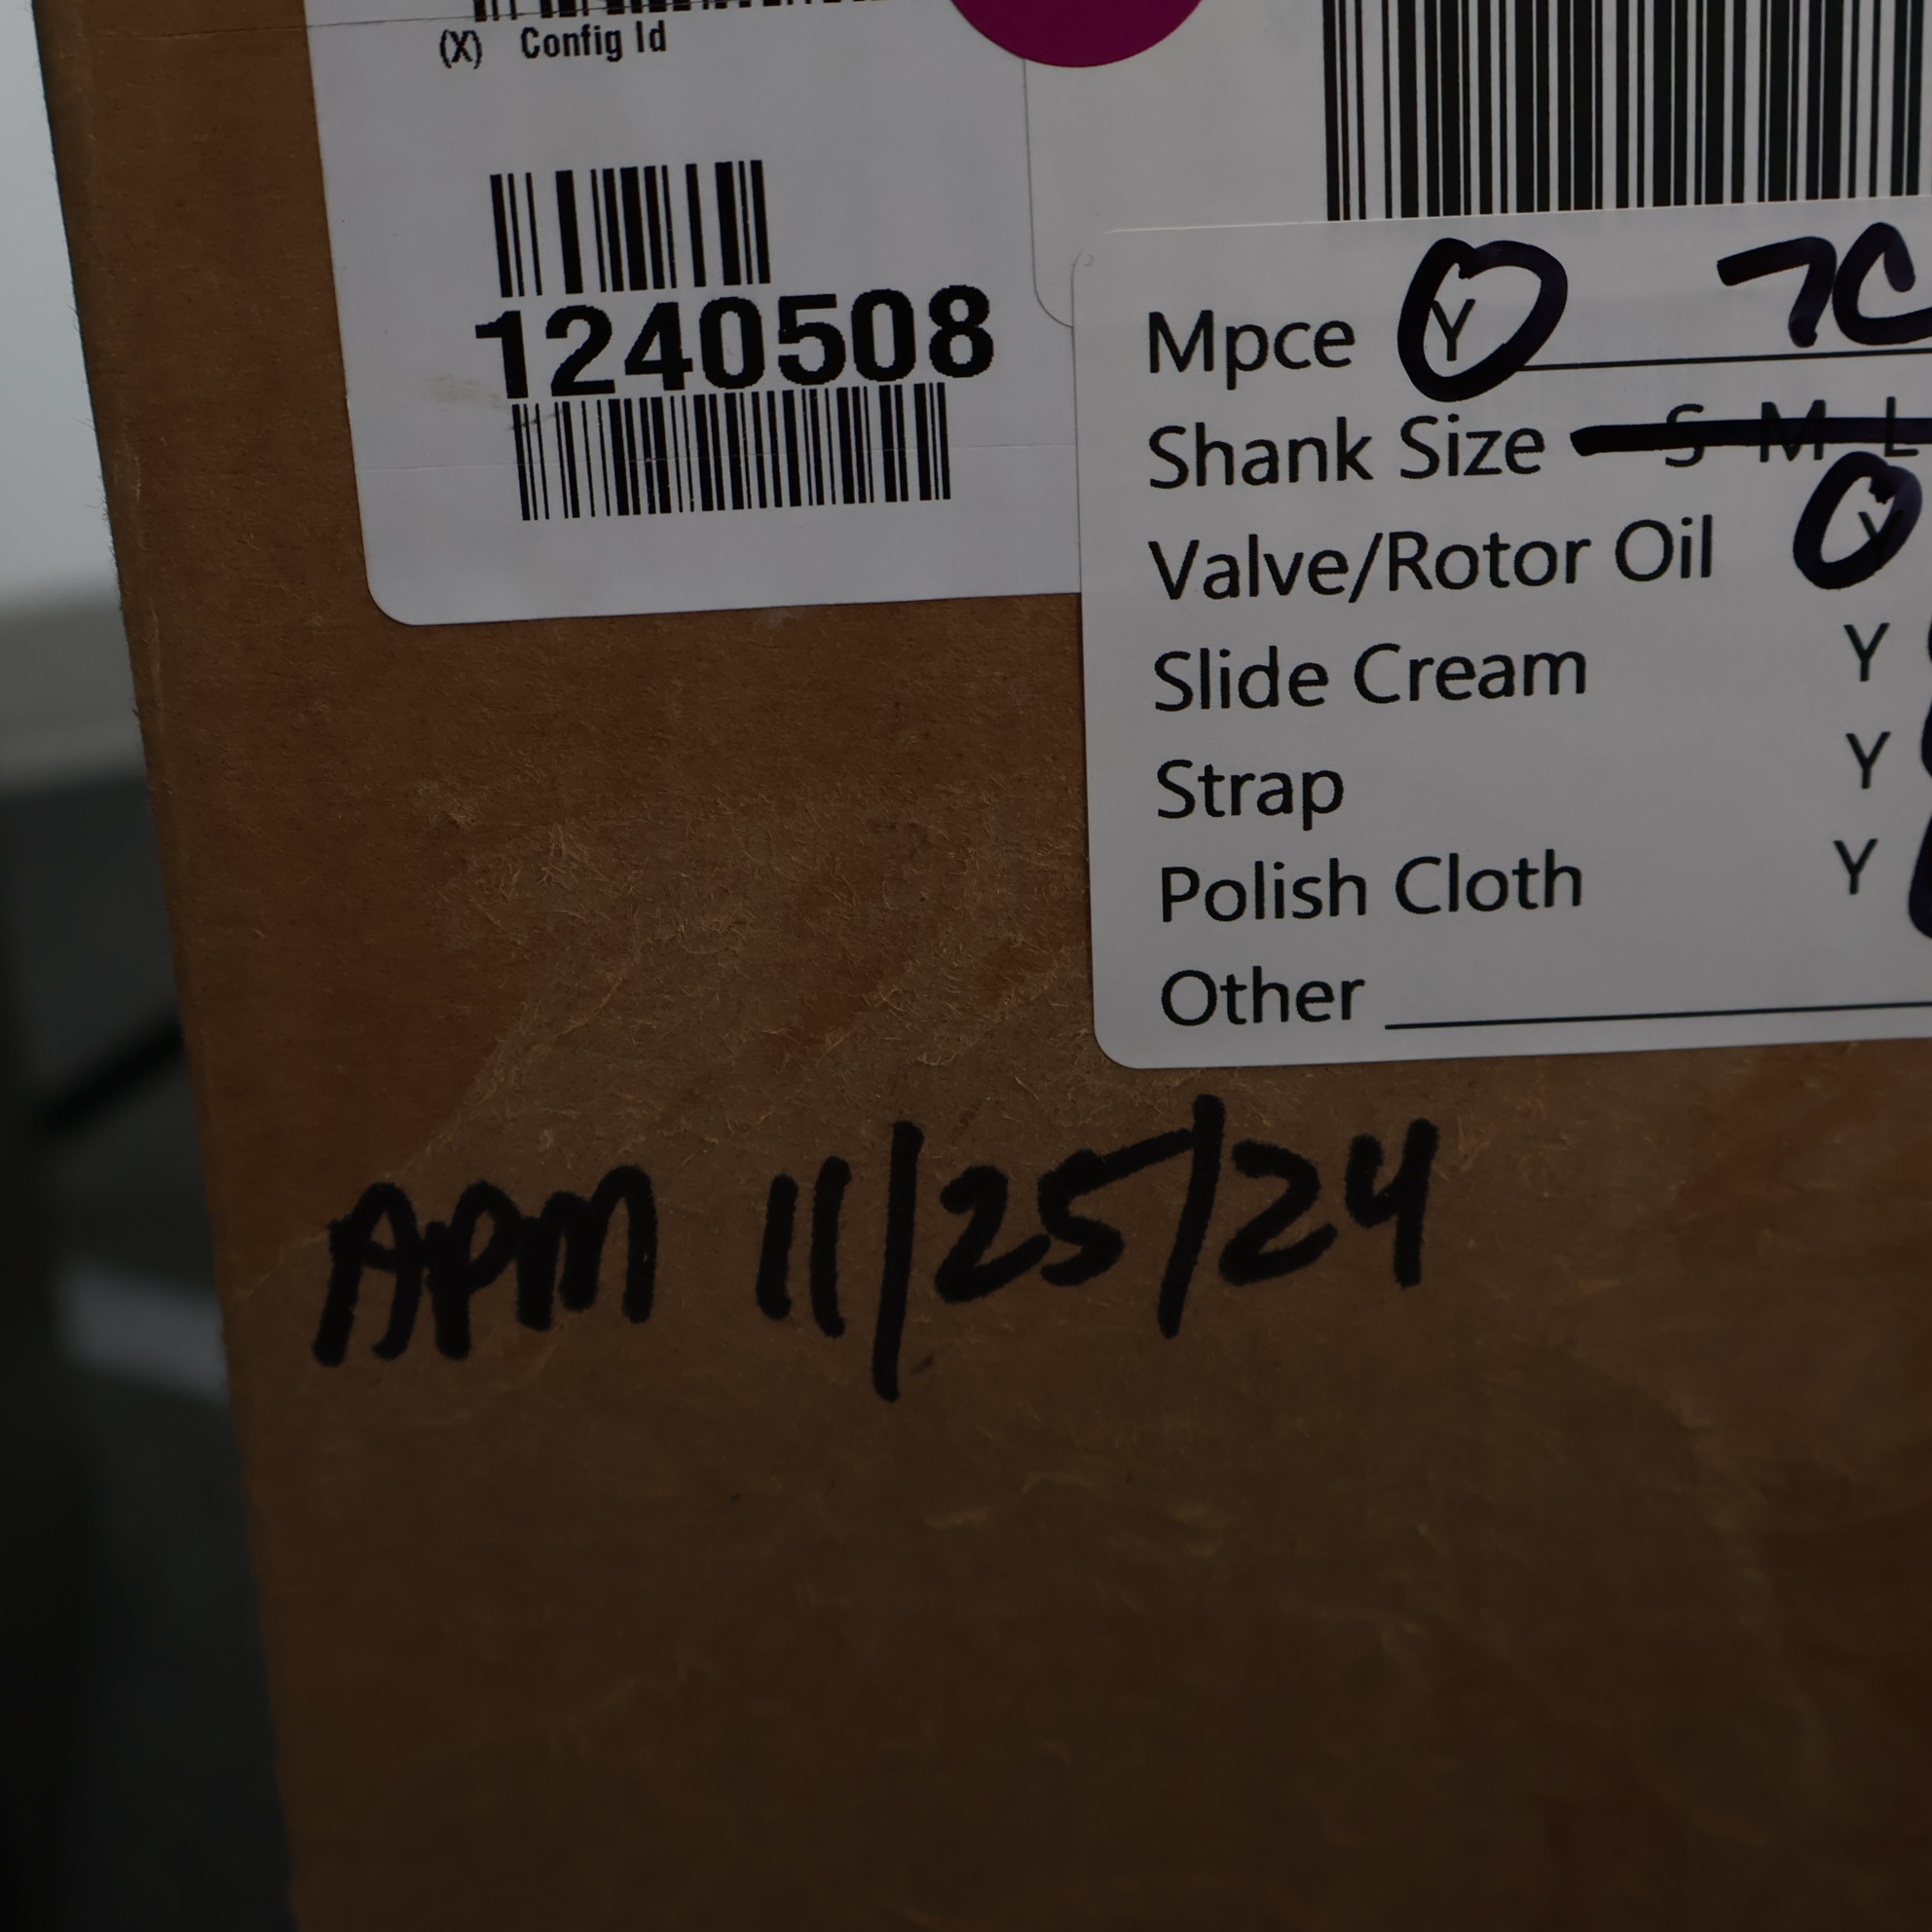 (X) Config Id
1240508
Mpce Y 7C
Shank Size S M L
Valve/Rotor Oil Y
Slide Cream Y
Strap Y
Polish Cloth Y
Other
APM 11/25/24